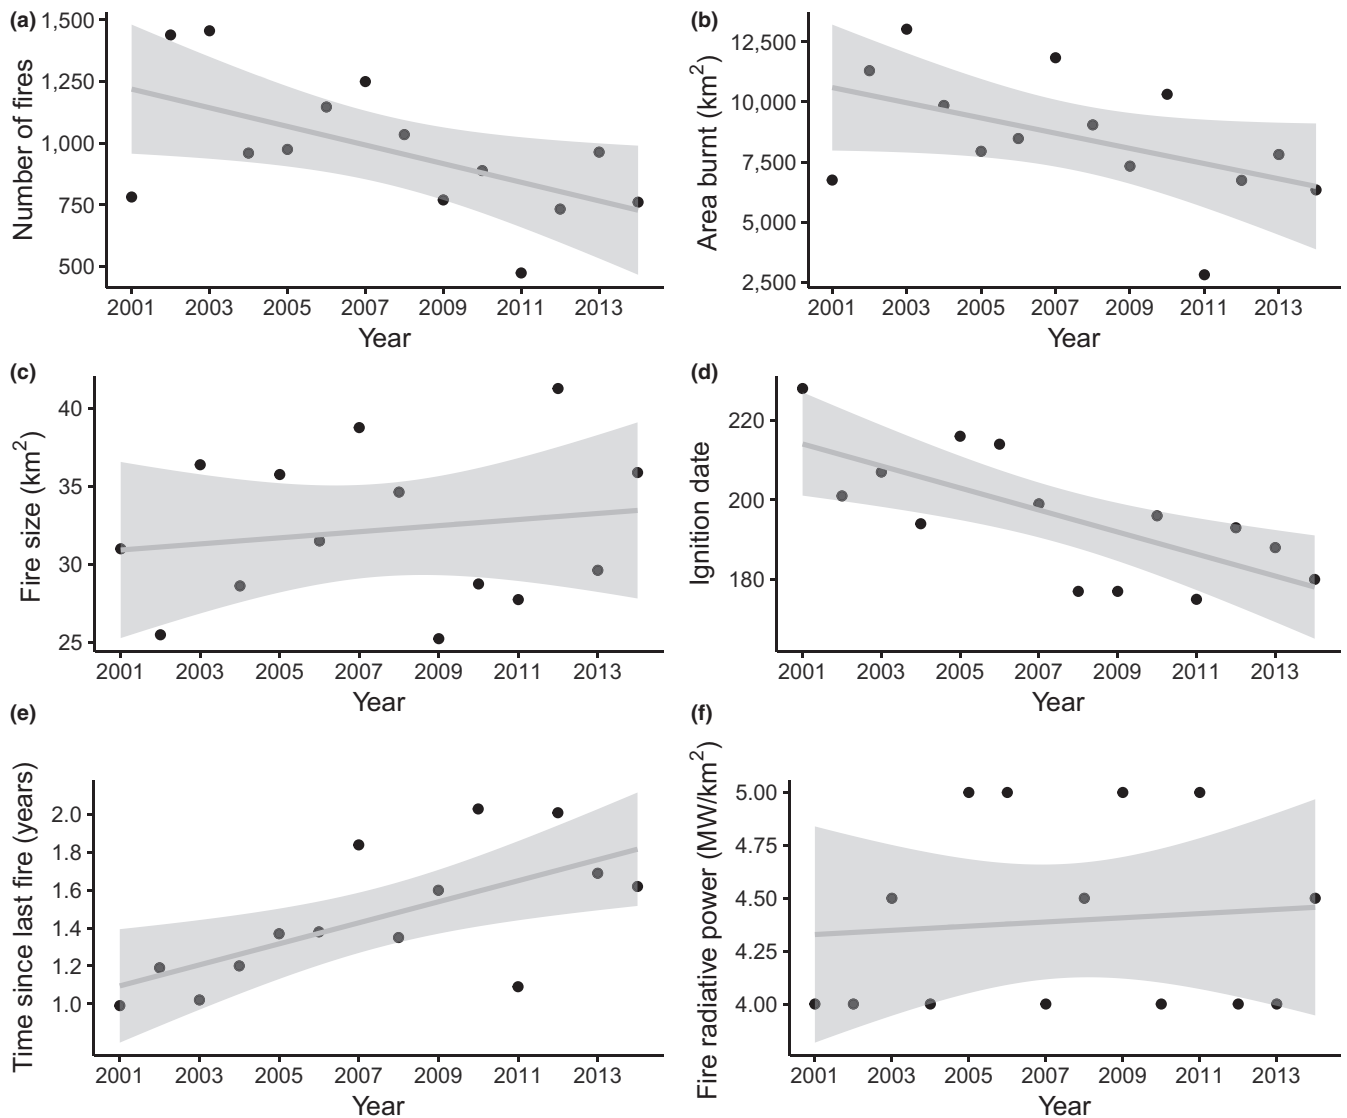 (a)
Number of fires
1,500
1,250
1,000
750
500
2001 2003 2005 2007 2009 2011 2013
Year
(b)
Area burnt (km2)
12,500
10,000
7,500
5,000
2,500
2001 2003 2005 2007 2009 2011 2013
Year
(c)
Fire size (km2)
40
35
30
25
2001 2003 2005 2007 2009 2011 2013
Year
(d)
Ignition date
220
200
180
2001 2003 2005 2007 2009 2011 2013
Year
(e)
Time since last fire (years)
2.0
1.8
1.6
1.4
1.2
1.0
2001 2003 2005 2007 2009 2011 2013
Year
(f)
Fire radiative power (MW/km2)
5.00
4.75
4.50
4.25
4.00
2001 2003 2005 2007 2009 2011 2013
Year